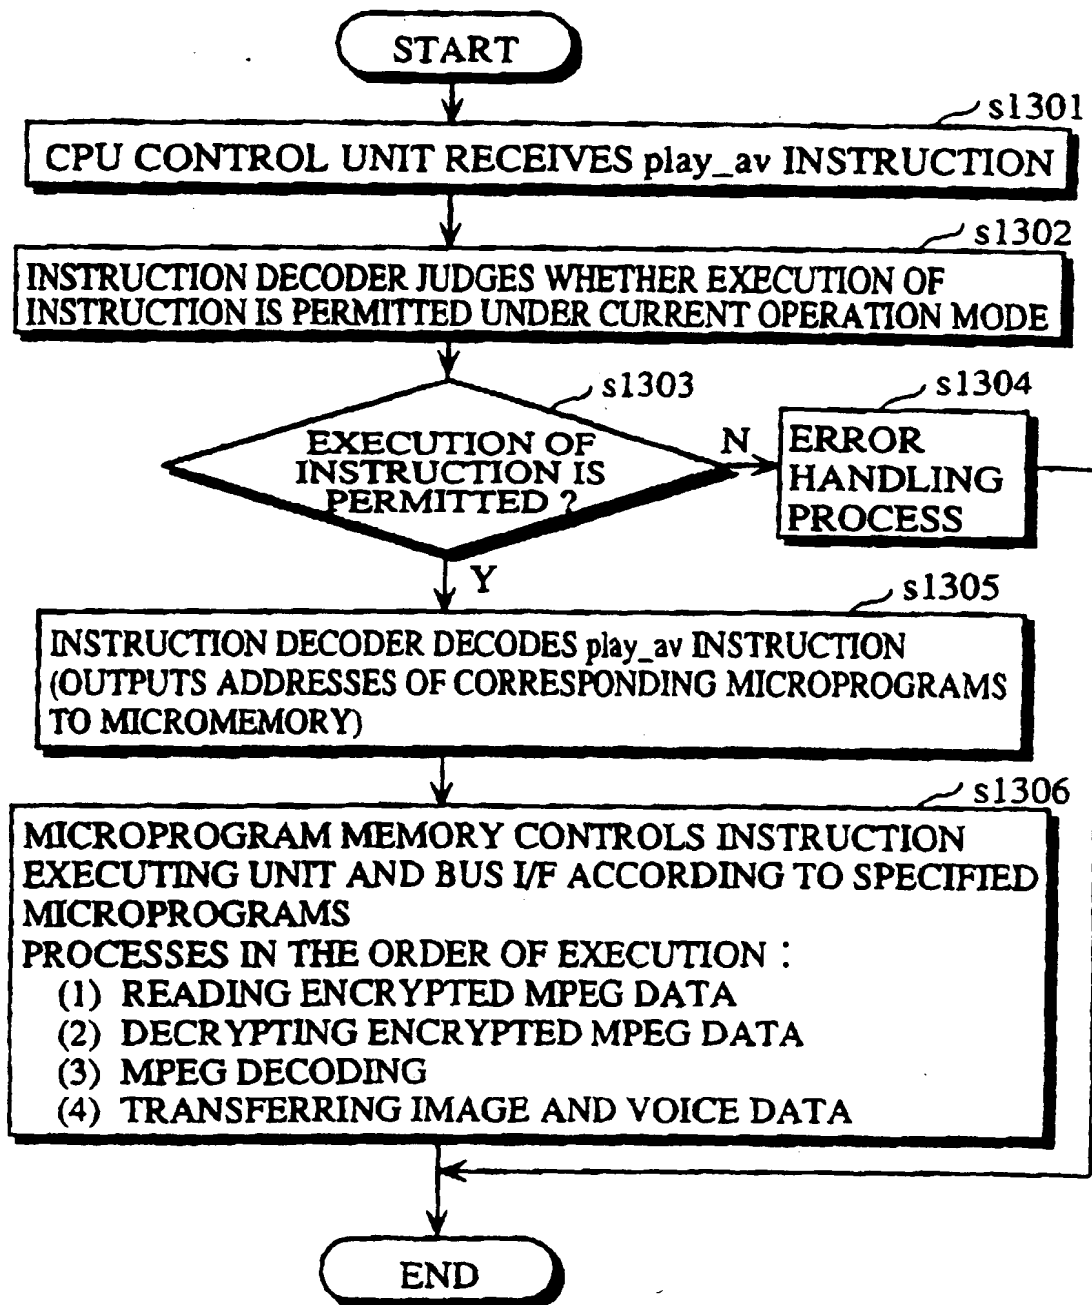 START
s1301
CPU CONTROL UNIT RECEIVES play_av INSTRUCTION
s1302
INSTRUCTION DECODER JUDGES WHETHER EXECUTION OF
INSTRUCTION IS PERMITTED UNDER CURRENT OPERATION MODE
s1303
EXECUTION OF
INSTRUCTION IS
PERMITTED ?
N
s1304
ERROR
HANDLING
PROCESS
Y
s1305
INSTRUCTION DECODER DECODES play_av INSTRUCTION
(OUTPUTS ADDRESSES OF CORRESPONDING MICROPROGRAMS
TO MICROMEMORY)
s1306
MICROPROGRAM MEMORY CONTROLS INSTRUCTION
EXECUTING UNIT AND BUS I/F ACCORDING TO SPECIFIED
MICROPROGRAMS
PROCESSES IN THE ORDER OF EXECUTION :
(1) READING ENCRYPTED MPEG DATA
(2) DECRYPTING ENCRYPTED MPEG DATA
(3) MPEG DECODING
(4) TRANSFERRING IMAGE AND VOICE DATA
END